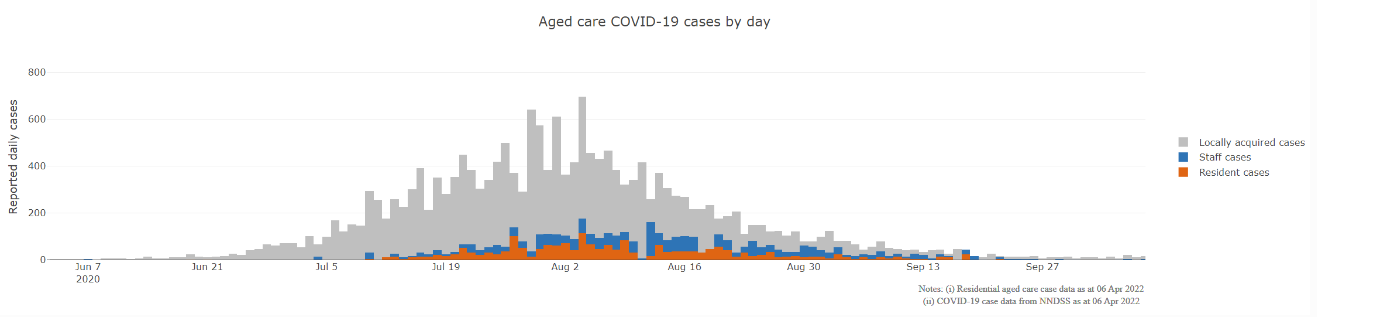 Aged care COVID-19 cases by day
Reported daily cases
800
600
400
200
0
Jun 7
2020
Jun 21
Jul 5
Jul 19
Aug 2
Aug 16
Aug 30
Sep 13
Sep 27
Locally acquired cases
Staff cases
Resident cases
Notes: (i) Residential aged care case data as at 06 Apr 2022
(ii) COVID-19 case data from NNDSS as at 06 Apr 2022